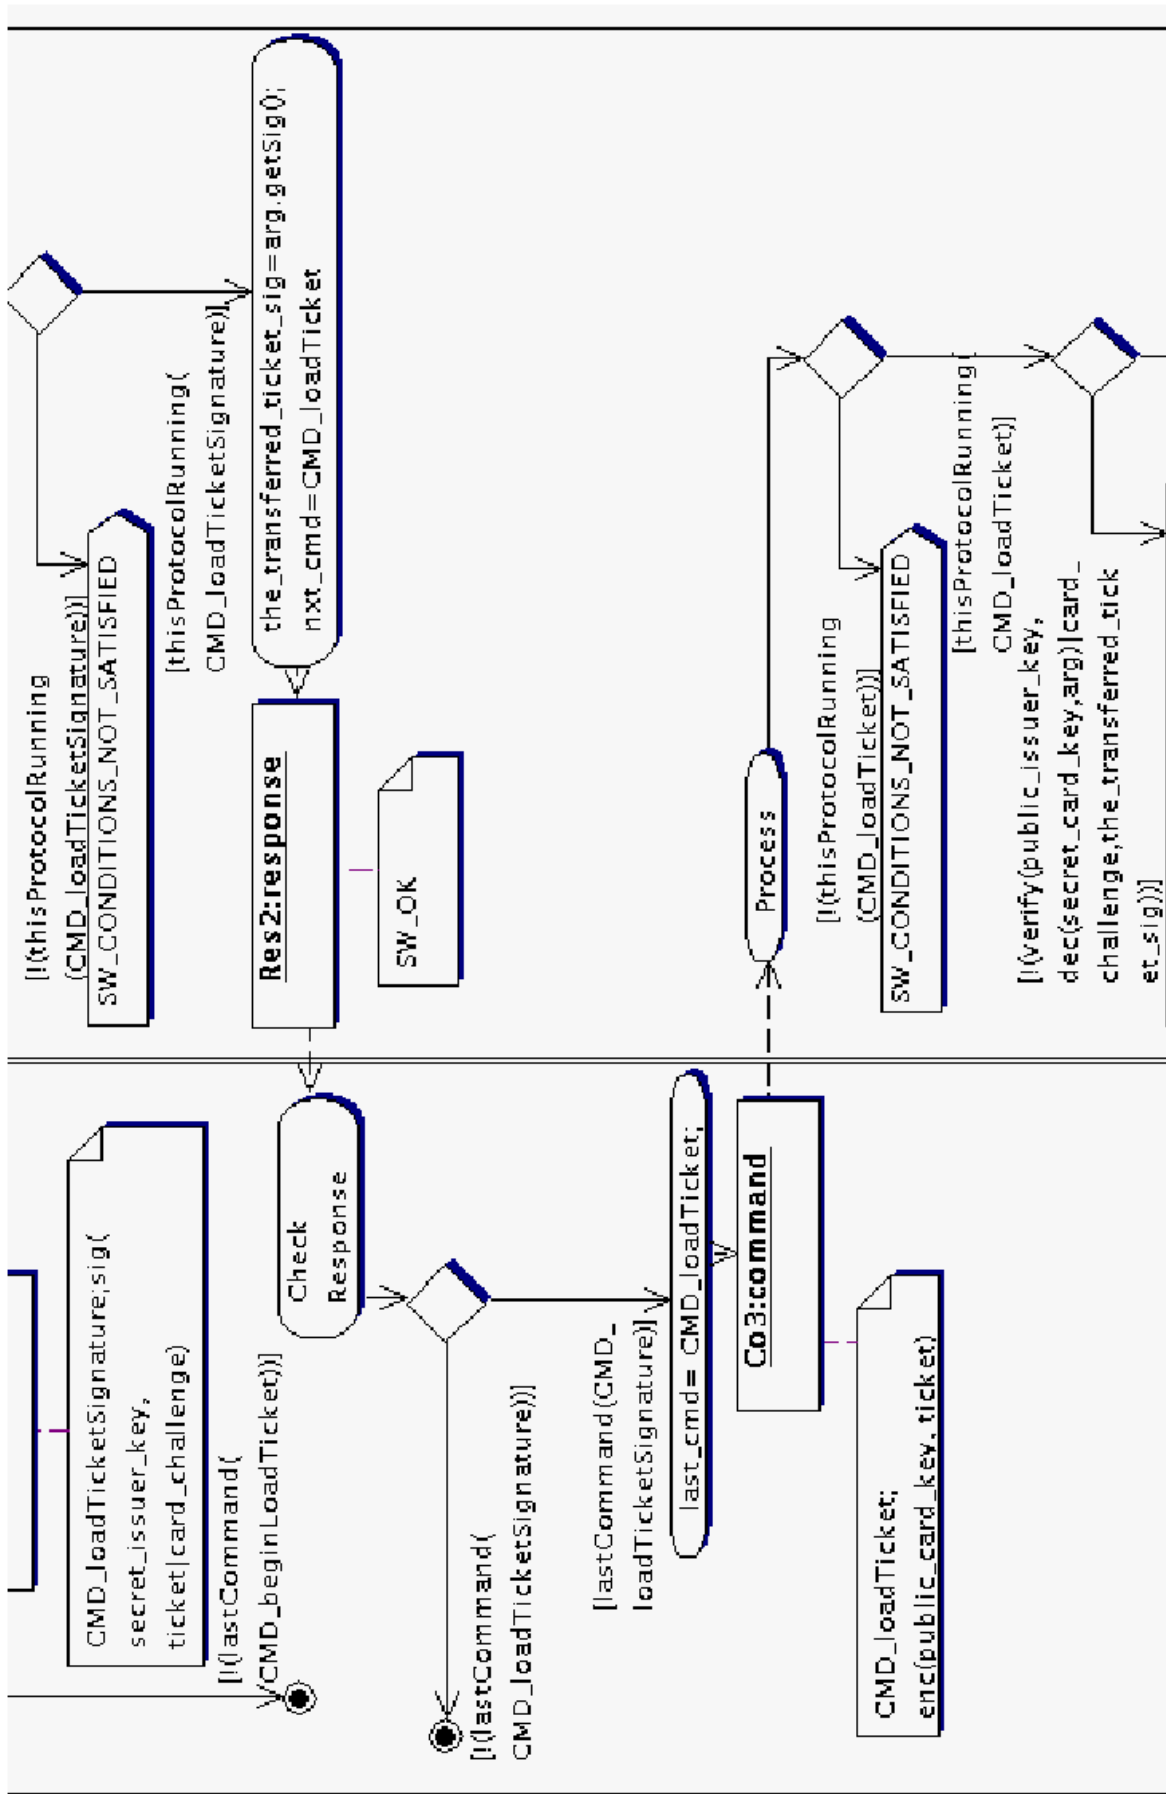 [!(thisProtocolRunning
(CMD_loadTicketSignature))]
SW_CONDITIONS_NOT_SATISFIED
[thisProtocolRunning(
CMD_loadTicketSignature)]
the_transferred_ticket_sig=arg.getSig();
nxt_cmd=CMD_loadTicket
Res2:response
SW_OK
Process
[!(thisProtocolRunning
(CMD_loadTicket))]
SW_CONDITIONS_NOT_SATISFIED
[thisProtocolRunning(
CMD_loadTicket)]
[!(verify(public_issuer_key,
dec(secret_card_key,arg)|card_
challenge,the_transferred_tick
et_sig))]
CMD_loadTicketSignature;sig(
secret_issuer_key,
ticket|card_challenge)
[!(lastCommand(
CMD_beginLoadTicket))]
Check
Response
[!(lastCommand(
CMD_loadTicketSignature))]
[lastCommand(CMD_
loadTicketSignature)]
last_cmd= CMD_loadTicket;
Co3:command
CMD_loadTicket;
enc(public_card_key, ticket)